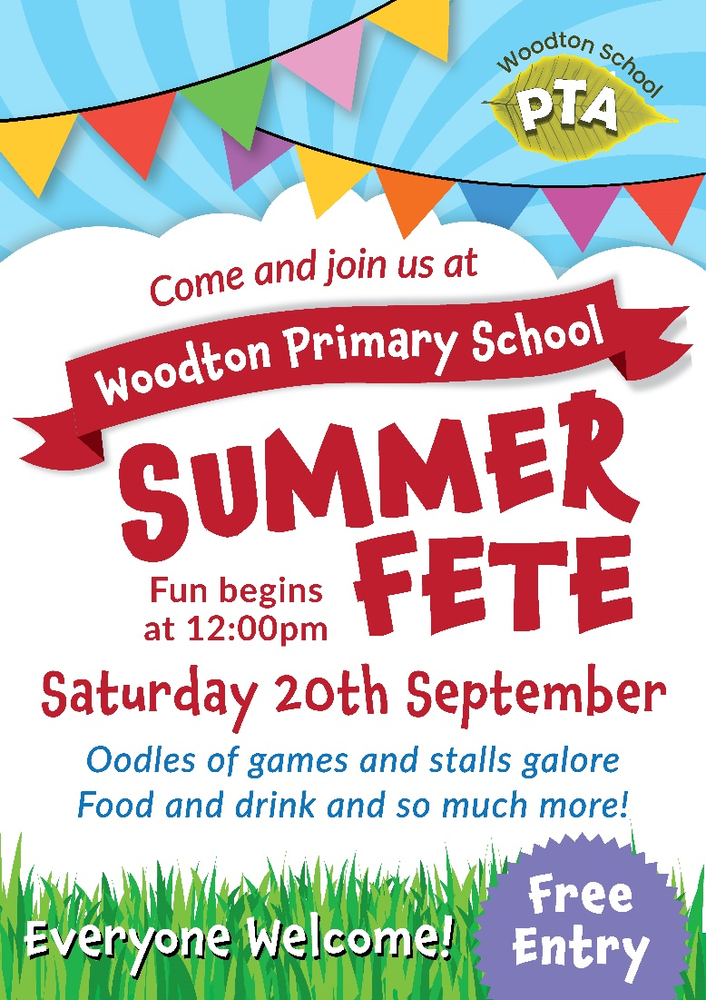 Woodton School
PTA
Come and join us at
Woodton Primary School
SUMMER
FETE
Fun begins
at 12:00pm
Saturday 20th September
Oodles of games and stalls galore
Food and drink and so much more!
Everyone Welcome!
Free
Entry